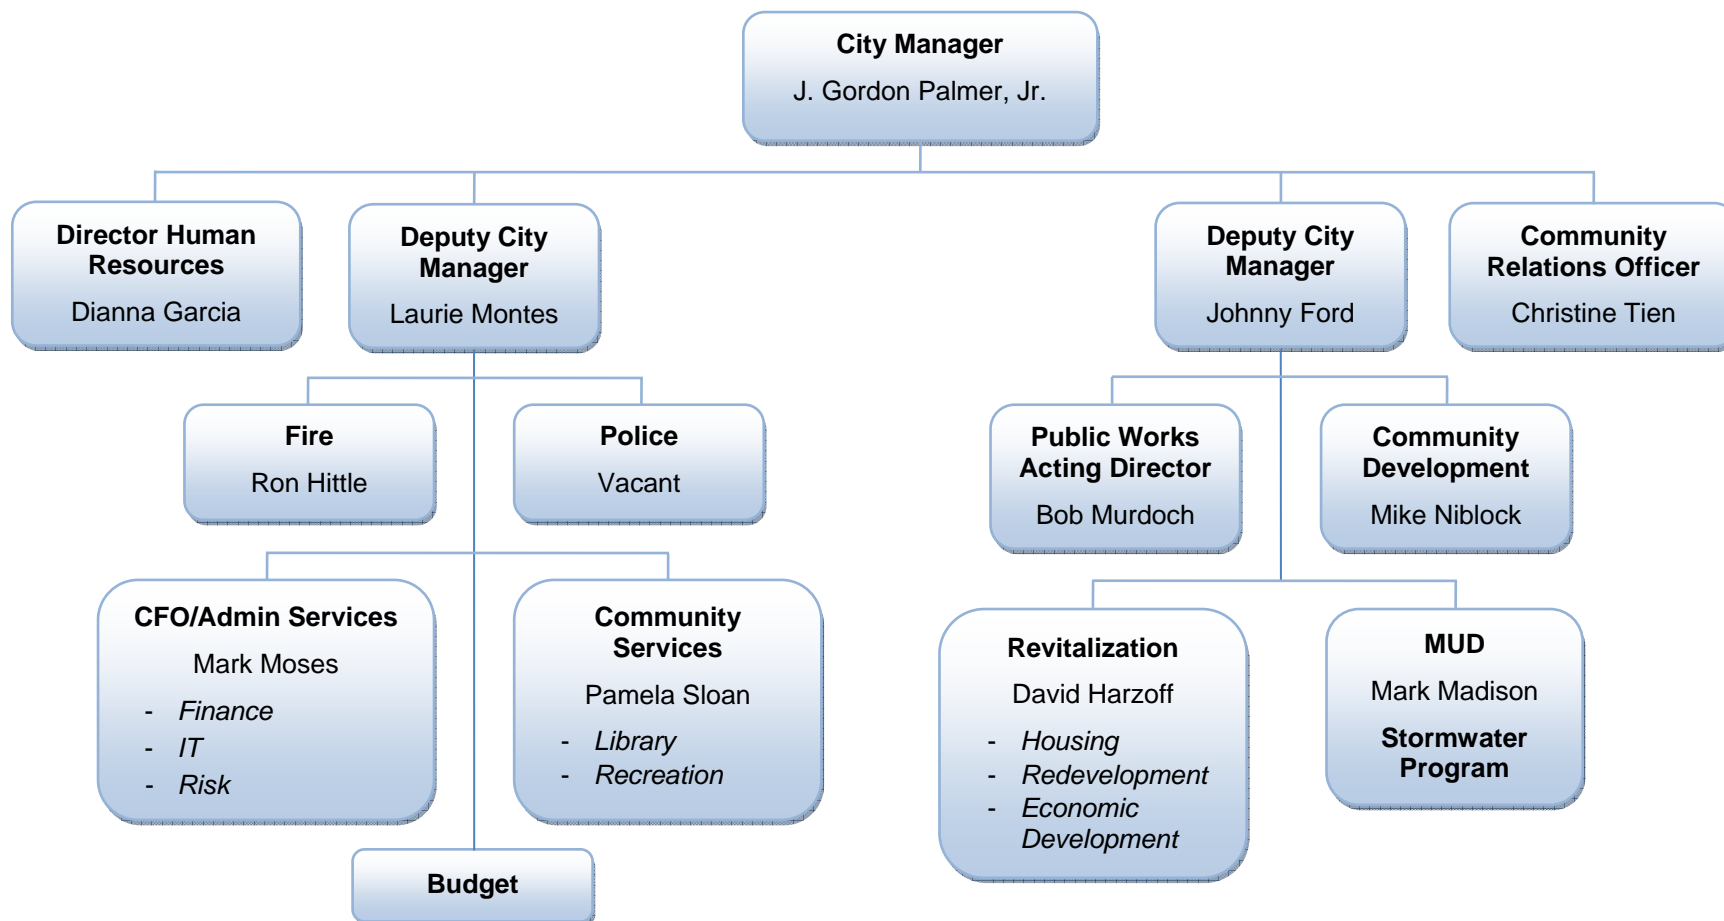 City Manager
J. Gordon Palmer, Jr.
Director Human
Resources
Dianna Garcia
Deputy City
Manager
Laurie Montes
Deputy City
Manager
Johnny Ford
Community
Relations Officer
Christine Tien
Fire
Ron Hittle
Police
Vacant
Public Works
Acting Director
Bob Murdoch
Community
Development
Mike Niblock
CFO/Admin Services
Mark Moses
- Finance
- IT
- Risk
Community
Services
Pamela Sloan
- Library
- Recreation
Revitalization
David Harzoff
- Housing
- Redevelopment
- Economic
Development
MUD
Mark Madison
Stormwater
Program
Budget